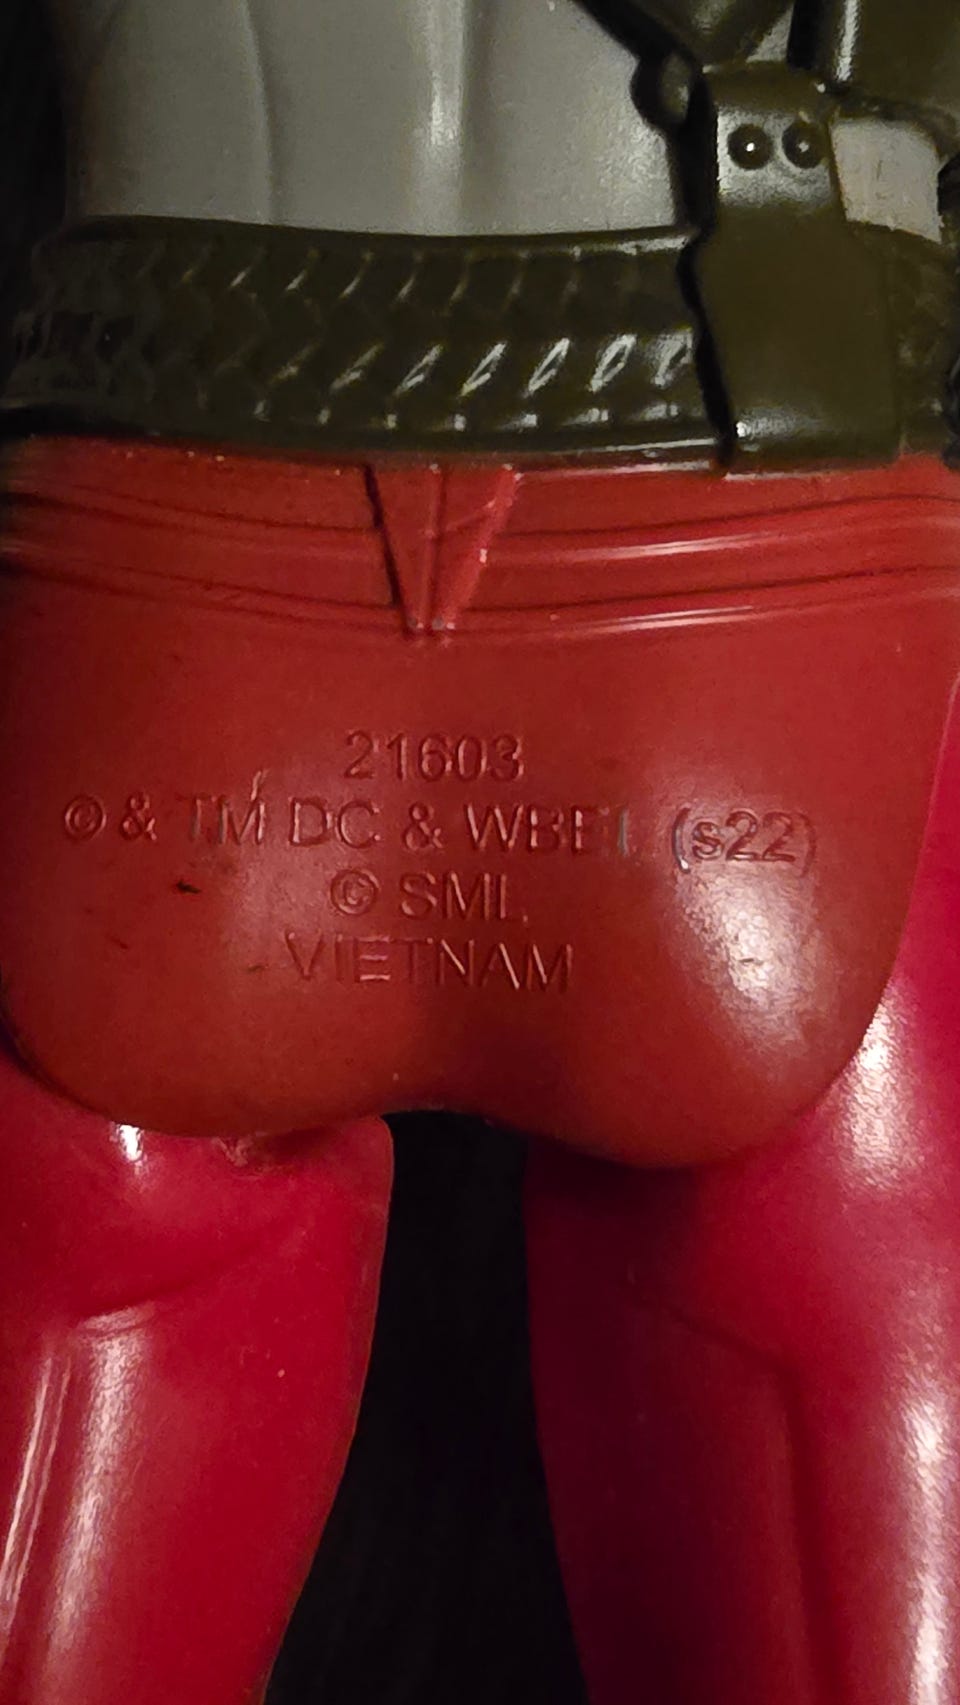 21603
© & TM DC & WBEI (s22)
© SML
VIETNAM